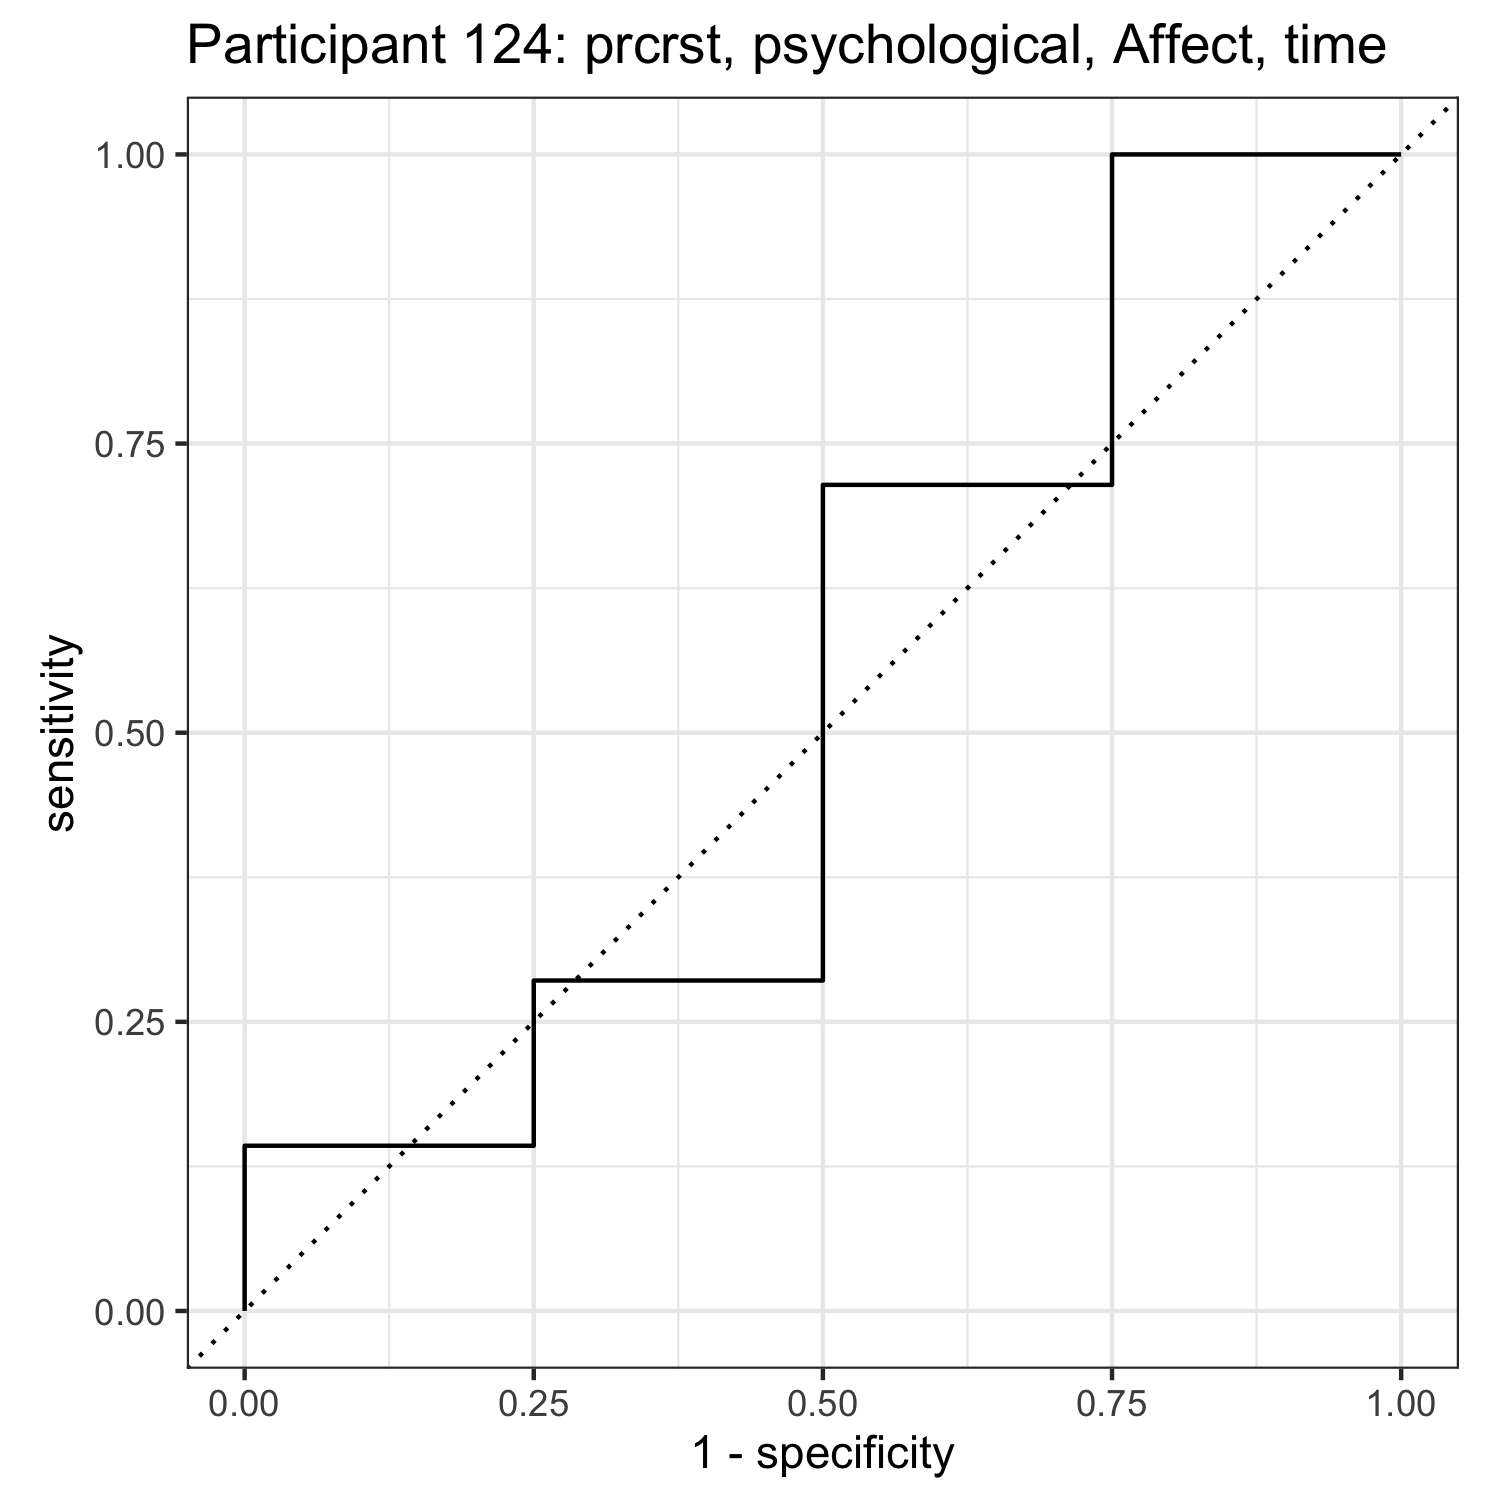 Participant 124: prcrst, psychological, Affect, time
1.00
0.75
0.50
0.25
0.00
sensitivity
0.00 0.25 0.50 0.75 1.00
1 - specificity